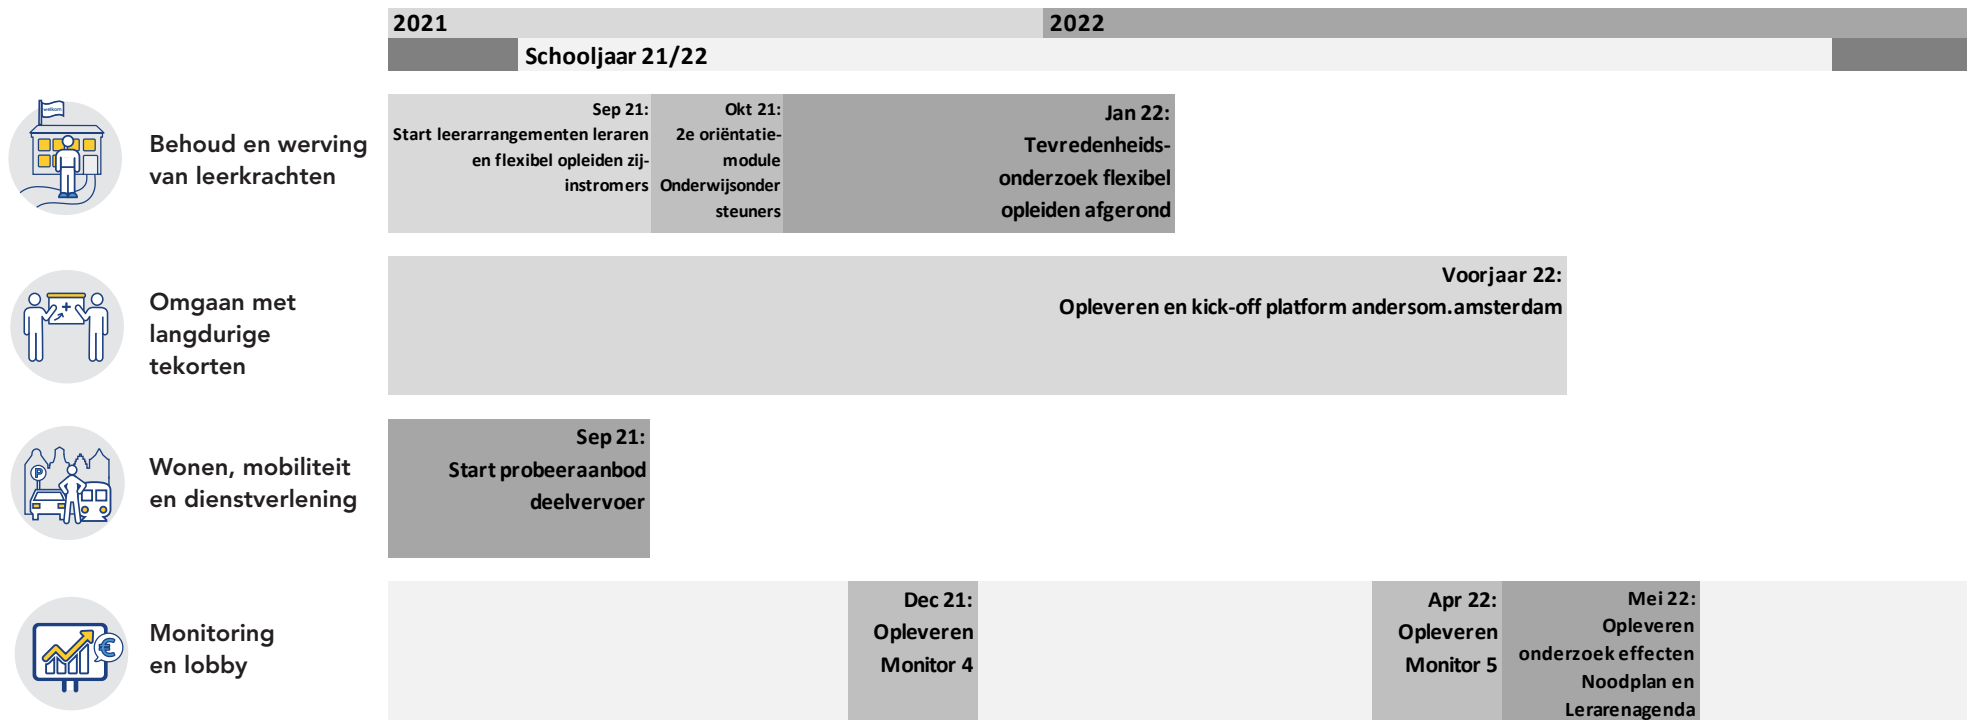 2021
2022
Schooljaar 21/22
welkom
Behoud en werving
van leerkrachten
Sep 21:
Start leerarrangementen leraren
en flexibel opleiden zij-
instromers
Okt 21:
2e oriëntatie-
module
Onderwijsonder
steuners
Jan 22:
Tevredenheids-
onderzoek flexibel
opleiden afgerond
Omgaan met
langdurige
tekorten
Voorjaar 22:
Opleveren en kick-off platform andersom.amsterdam
P
Wonen, mobiliteit
en dienstverlening
Sep 21:
Start probeeraanbod
deelvervoer
€
Monitoring
en lobby
Dec 21:
Opleveren
Monitor 4
Apr 22:
Opleveren
Monitor 5
Mei 22:
Opleveren
onderzoek effecten
Noodplan en
Lerarenagenda